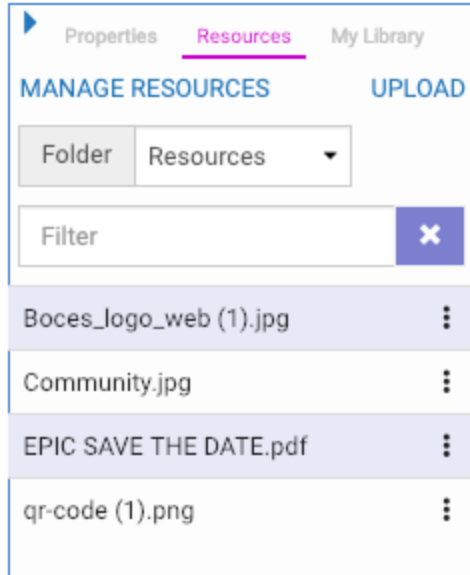 Properties Resources My Library
MANAGE RESOURCES UPLOAD
Folder Resources
Filter
Boces_logo_web (1).jpg
Community.jpg
EPIC SAVE THE DATE.pdf
qr-code (1).png